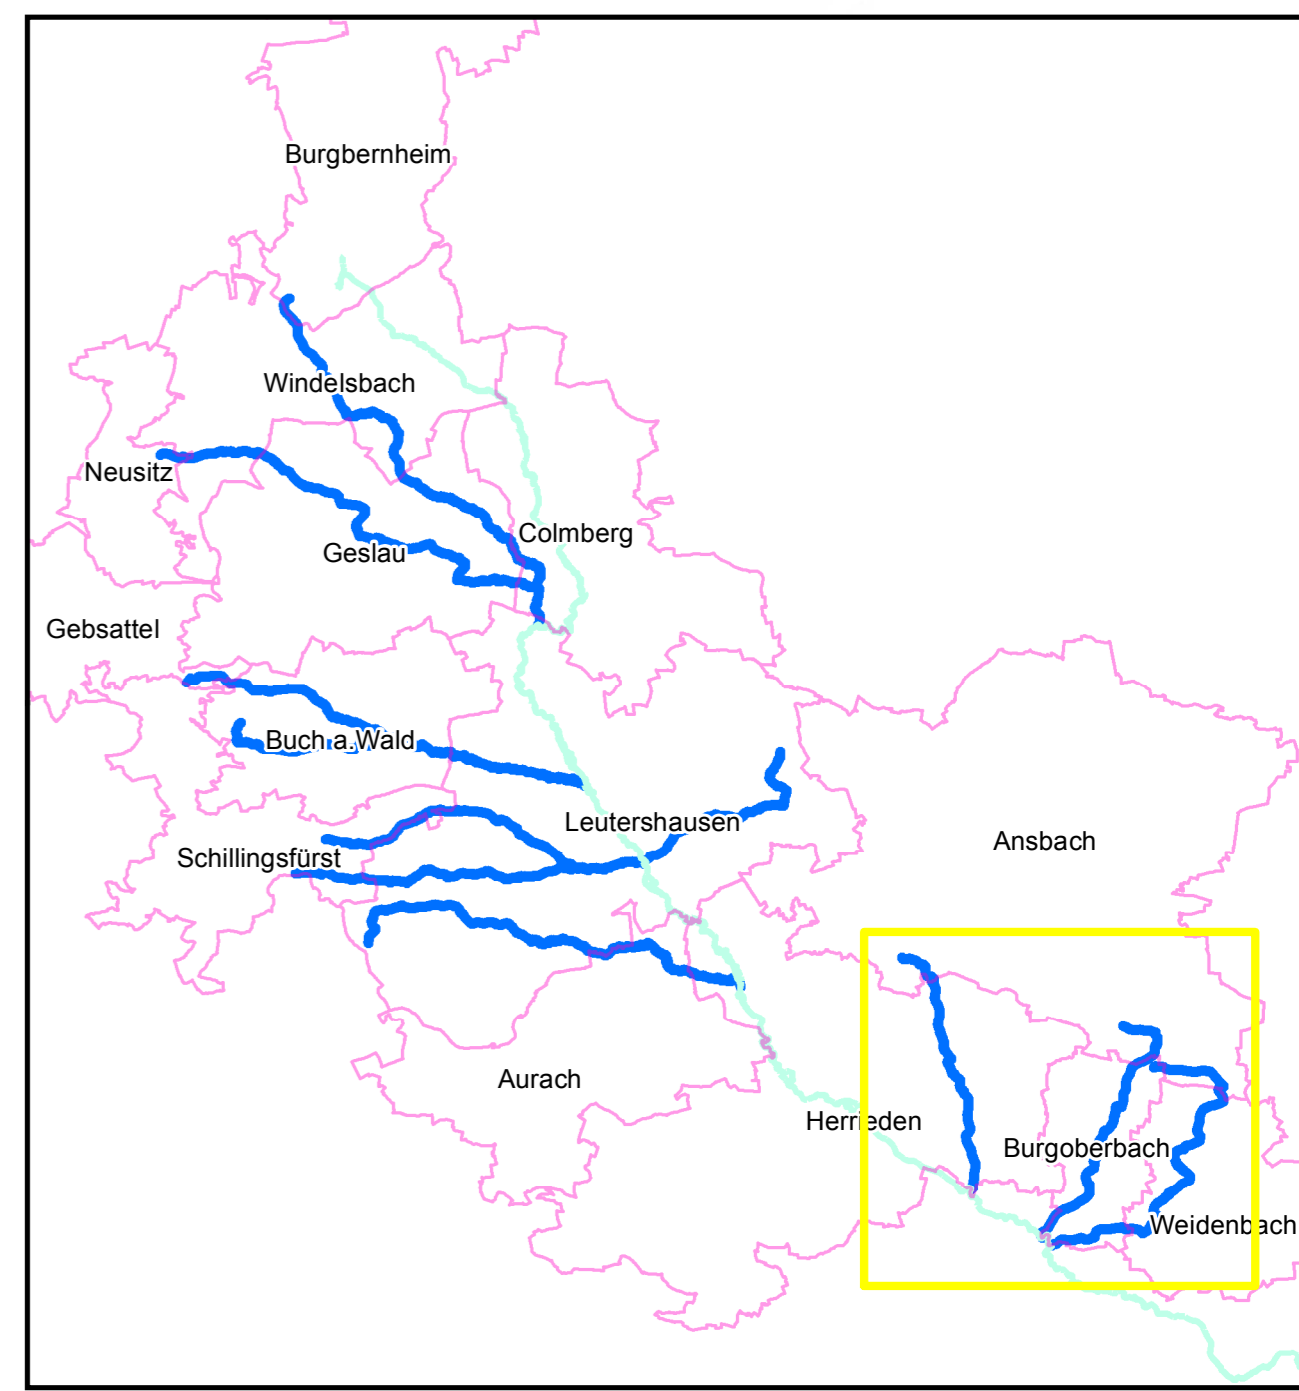 Burgbernheim
Windelsbach
Neusitz
Colmberg
Geslau
Gebsattel
Buch a.Wald
Leutershausen
Ansbach
Schillingsfürst
Aurach
Herrieden
Burgoberbach
Weidenbach